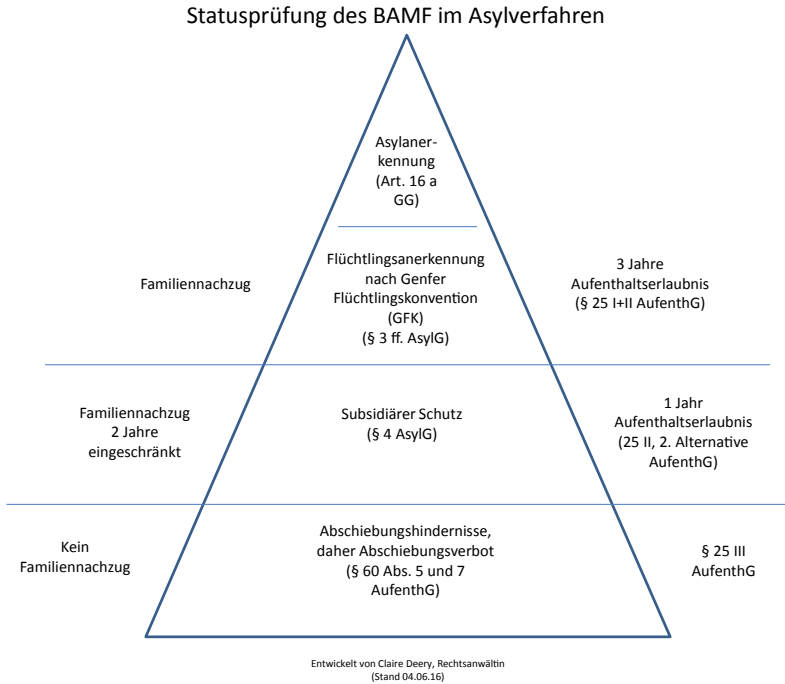 Statusprüfung des BAMF im Asylverfahren
Asylaner-
kennung
(Art. 16 a
GG)
Familiennachzug
Flüchtlingsanerkennung
nach Genfer
Flüchtlingskonvention
(GFK)
(§ 3 ff. AsylG)
3 Jahre
Aufenthaltserlaubnis
(§ 25 I+II AufenthG)
Familiennachzug
2 Jahre
eingeschränkt
Subsidiärer Schutz
(§ 4 AsylG)
1 Jahr
Aufenthaltserlaubnis
(25 II, 2. Alternative
AufenthG)
Kein
Familiennachzug
Abschiebungshindernisse,
daher Abschiebungsverbot
(§ 60 Abs. 5 und 7
AufenthG)
§ 25 III
AufenthG
Entwickelt von Claire Deery, Rechtsanwältin
(Stand 04.06.16)